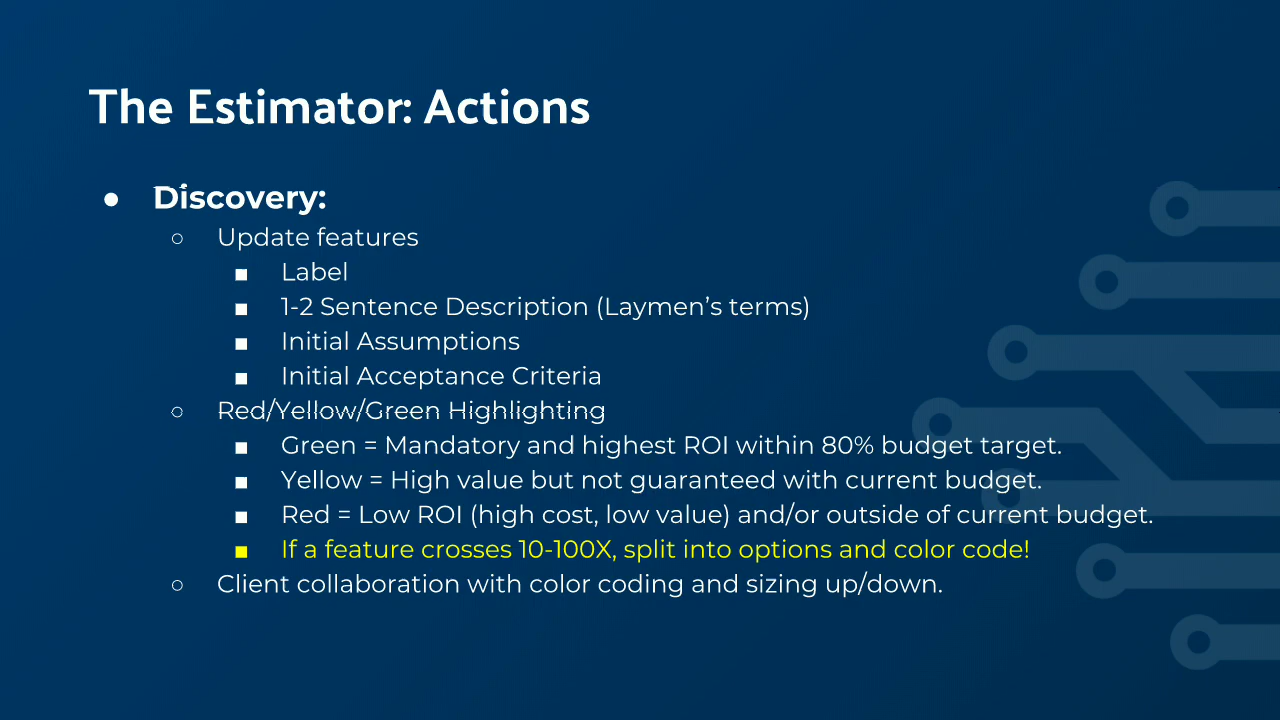 The Estimator: Actions
● Discovery:
○ Update features
■ Label
■ 1-2 Sentence Description (Laymen’s terms)
■ Initial Assumptions
■ Initial Acceptance Criteria
○ Red/Yellow/Green Highlighting
■ Green = Mandatory and highest ROI within 80% budget target.
■ Yellow = High value but not guaranteed with current budget.
■ Red = Low ROI (high cost, low value) and/or outside of current budget.
■ If a feature crosses 10-100X, split into options and color code!
○ Client collaboration with color coding and sizing up/down.